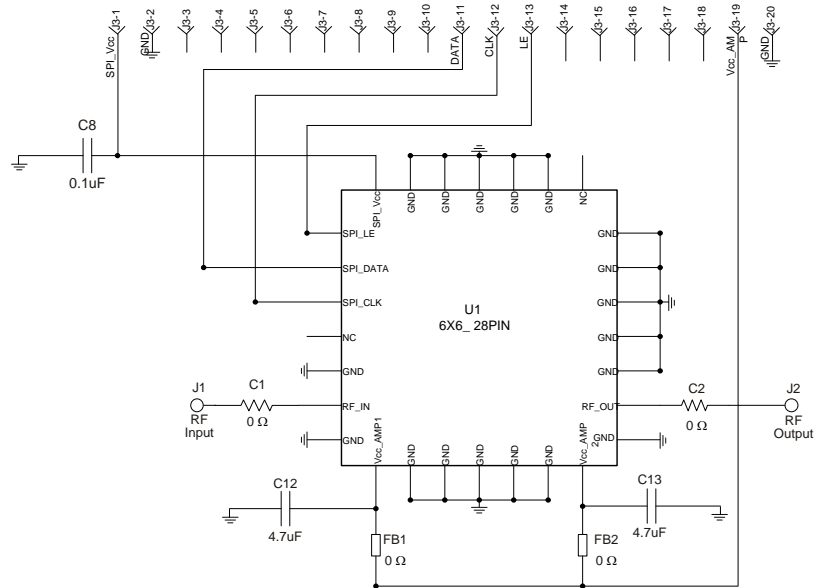 J3-1
J3-2
J3-3
J3-4
J3-5
J3-6
J3-7
J3-8
J3-9
J3-10
J3-11
J3-12
J3-13
J3-14
J3-15
J3-16
J3-17
J3-18
J3-19
J3-20
SPI_Vcc
GND
DATA
CLK
LE
Vcc_AM
P
GND
C8
0.1uF
SPI_Vcc
GND
GND
GND
GND
GND
NC
SPI_LE
SPI_DATA
SPI_CLK
NC
GND
RF_IN
GND
U1
6X6_ 28PIN
GND
GND
GND
GND
GND
RF_OUT
GND
J1
RF
Input
C1
0 Ω
C2
0 Ω
J2
RF
Output
Vcc_AMP1
GND
GND
GND
GND
GND
Vcc_AMP
2
C12
4.7uF
C13
4.7uF
FB1
0 Ω
FB2
0 Ω